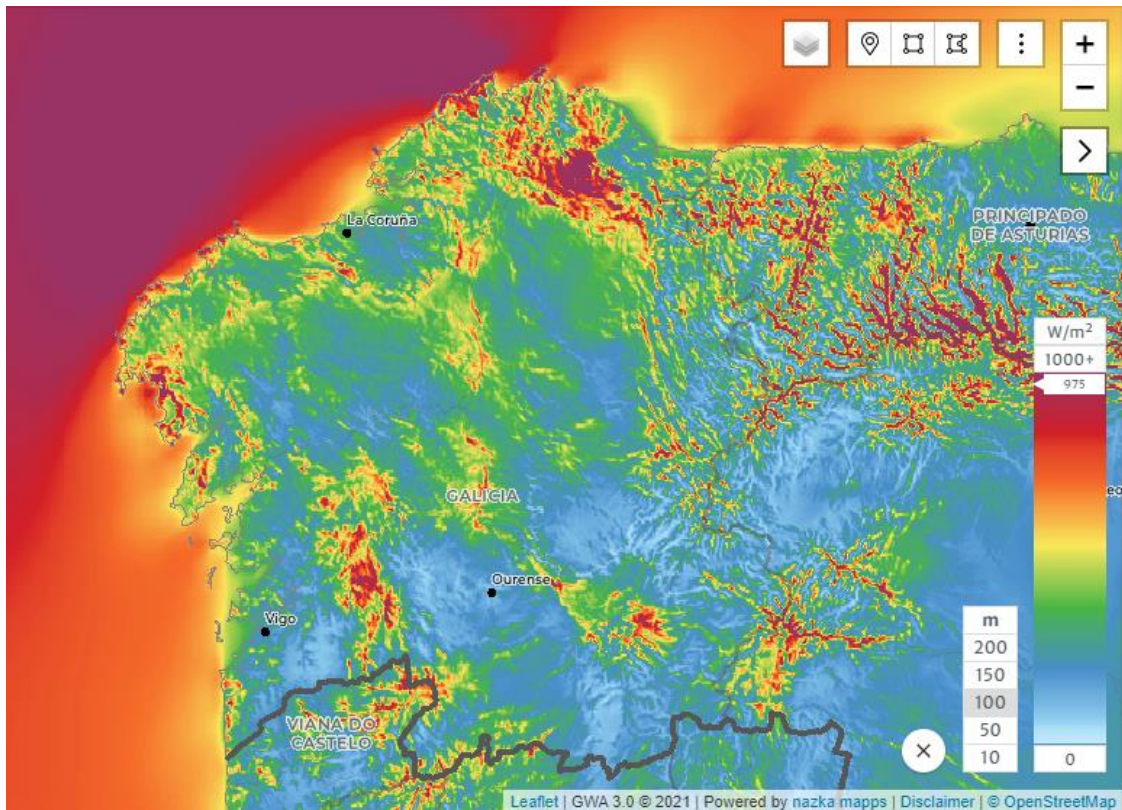 +
−
La Coruña
PRINCIPADO
DE ASTURIAS
W/m²
1000+
975
GALICIA
eo
Ourense
Vigo
m
200
150
100
50
10
0
VIANA DO
CASTELO
Leaflet | GWA 3.0 © 2021 | Powered by nazka mapps | Disclaimer | © OpenStreetMap